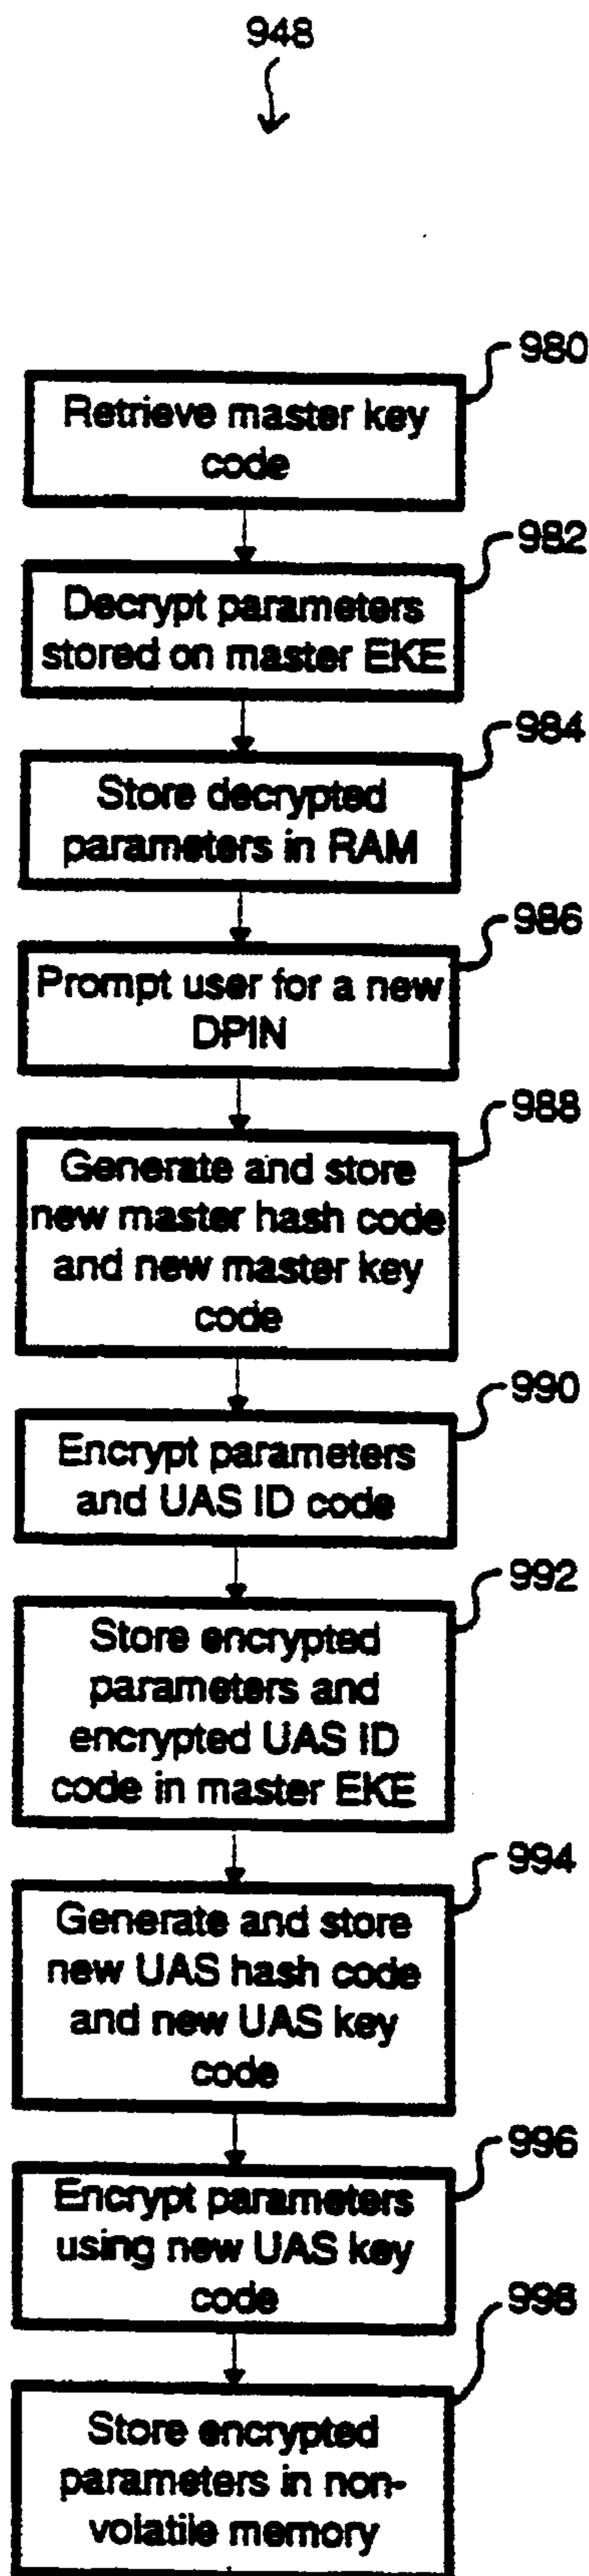 948
980
Retrieve master key
code
982
Decrypt parameters
stored on master EKE
984
Store decrypted
parameters in RAM
986
Prompt user for a new
DPIN
988
Generate and store
new master hash code
and new master key
code
990
Encrypt parameters
and UAS ID code
992
Store encrypted
parameters and
encrypted UAS ID
code in master EKE
994
Generate and store
new UAS hash code
and new UAS key
code
996
Encrypt parameters
using new UAS key
code
998
Store encrypted
parameters in non-
volatile memory